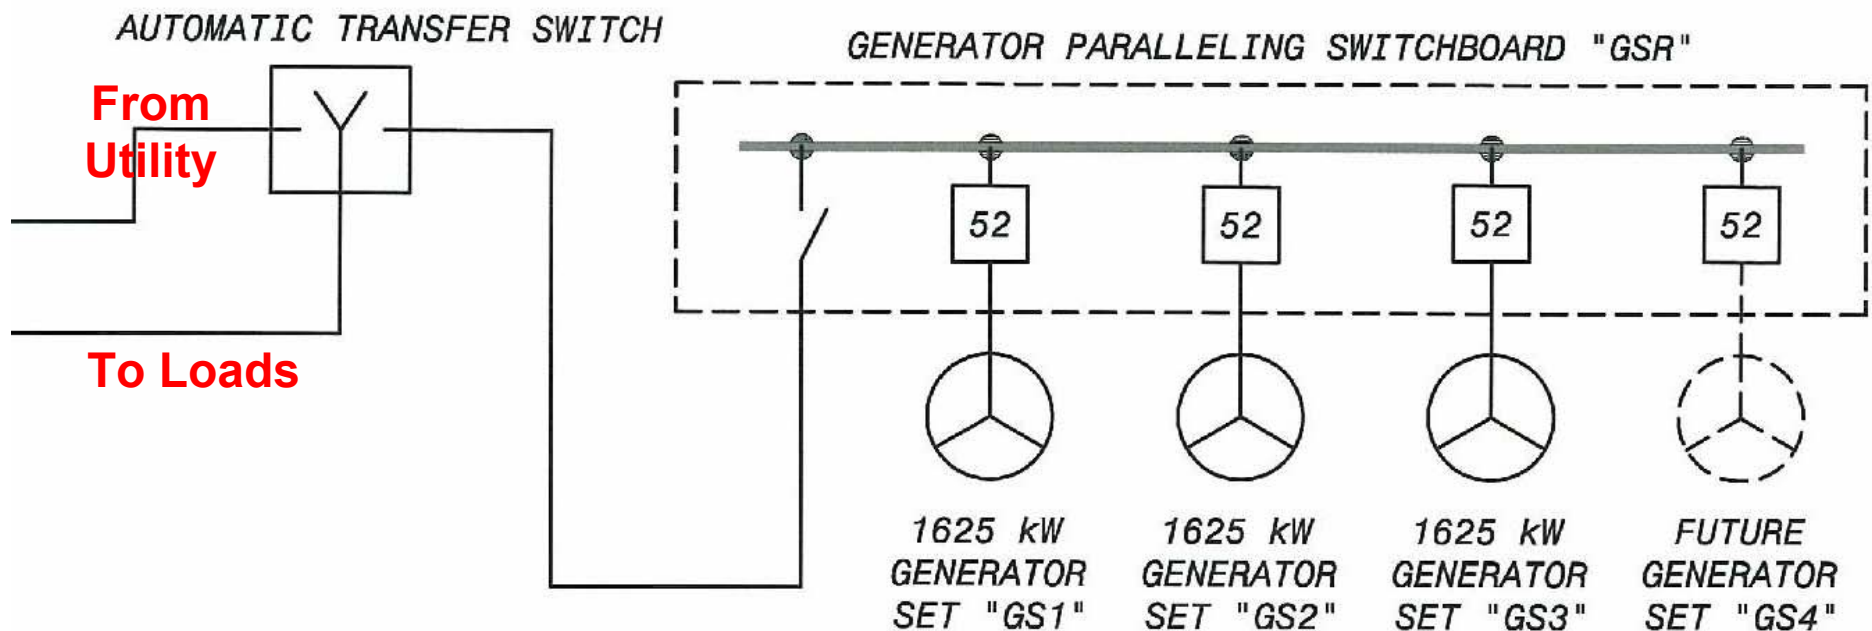 AUTOMATIC TRANSFER SWITCH
GENERATOR PARALLELING SWITCHBOARD "GSR"
From
Utility
To Loads
52
52
52
52
1625 kW
GENERATOR
SET "GS1"
1625 kW
GENERATOR
SET "GS2"
1625 kW
GENERATOR
SET "GS3"
FUTURE
GENERATOR
SET "GS4"